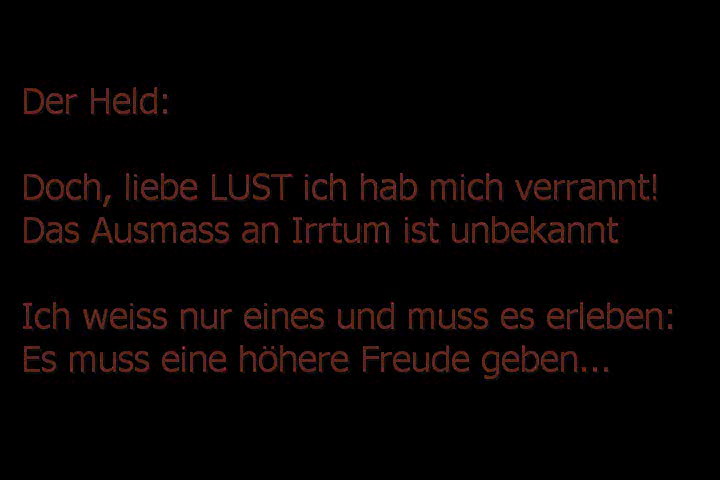 Der Held:
Doch, liebe LUST ich hab mich verrannt!
Das Ausmass an Irrtum ist unbekannt
Ich weiss nur eines und muss es erleben:
Es muss eine höhere Freude geben...